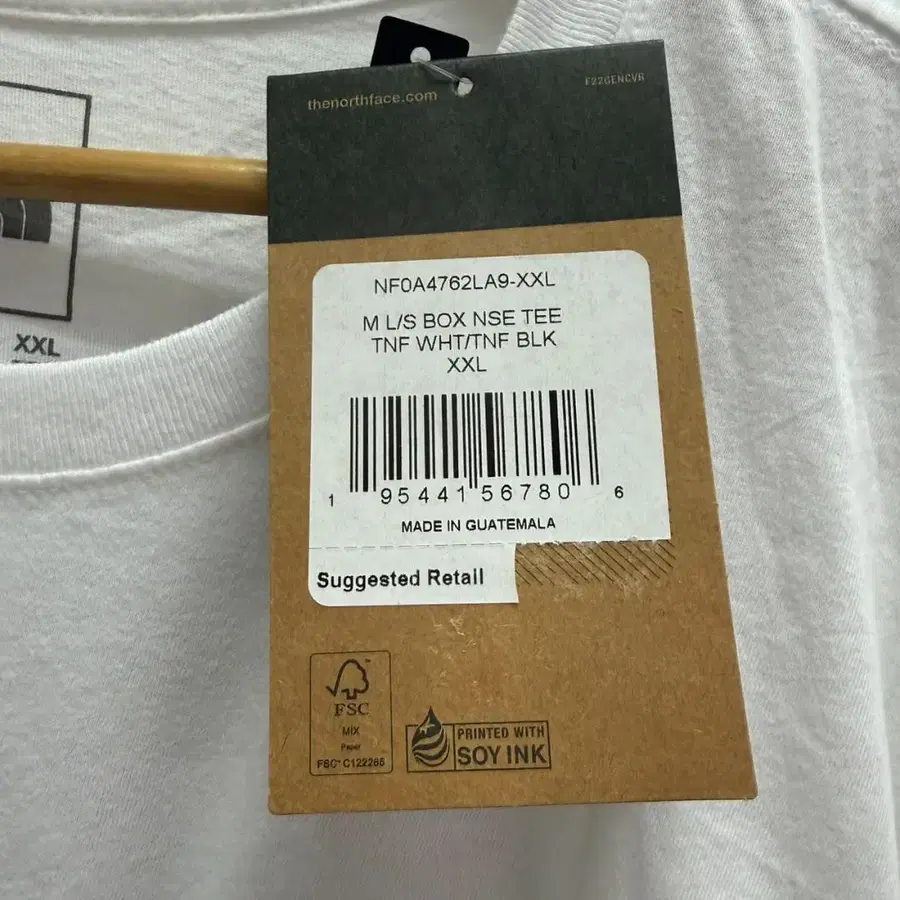 thenorthface.com
F22GENCVR
NF0A4762LA9-XXL
M L/S BOX NSE TEE
TNF WHT/TNF BLK
XXL
1 95441 56780 6
MADE IN GUATEMALA
Suggested Retail
FSC
MIX
Paper
FSC® C122265
PRINTED WITH
SOY INK
XXL